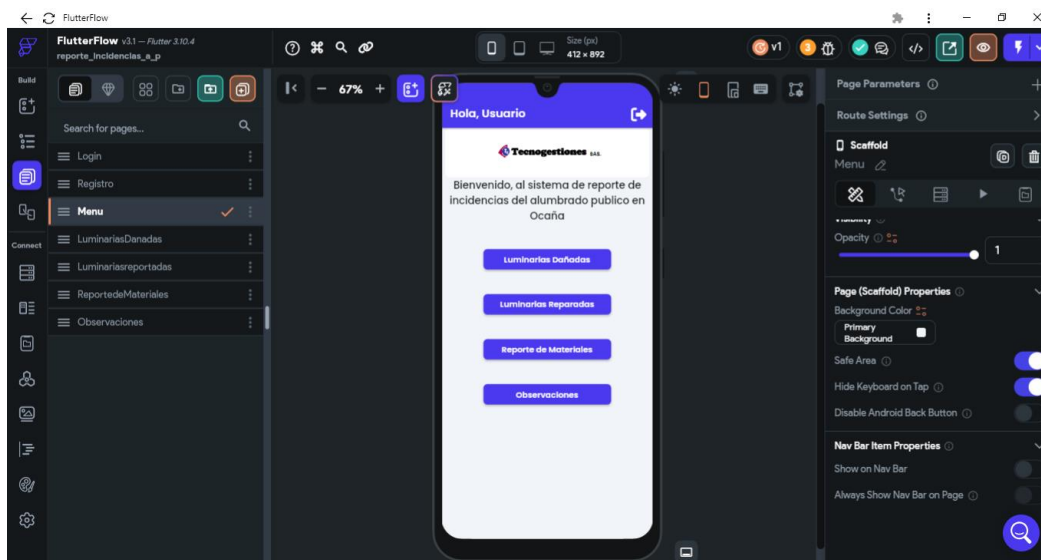 FlutterFlow
FlutterFlow v3.1 – Flutter 3.10.4
reporte_incidencias_a_p
Size (px)
412 × 892
v1
3
Build
67%
Search for pages...
Login
Registro
Menu
LuminariasDanadas
Luminariasreportadas
ReportedeMateriales
Observaciones
Connect
Hola, Usuario
Tecnogestiones SAS.
Bienvenido, al sistema de reporte de
incidencias del alumbrado publico en
Ocaña
Luminarias Dañadas
Luminarias Reparadas
Reporte de Materiales
Observaciones
Page Parameters
Route Settings
Scaffold
Menu
Visibility
Opacity
1
Page (Scaffold) Properties
Background Color
Primary
Background
Safe Area
Hide Keyboard on Tap
Disable Android Back Button
Nav Bar Item Properties
Show on Nav Bar
Always Show Nav Bar on Page